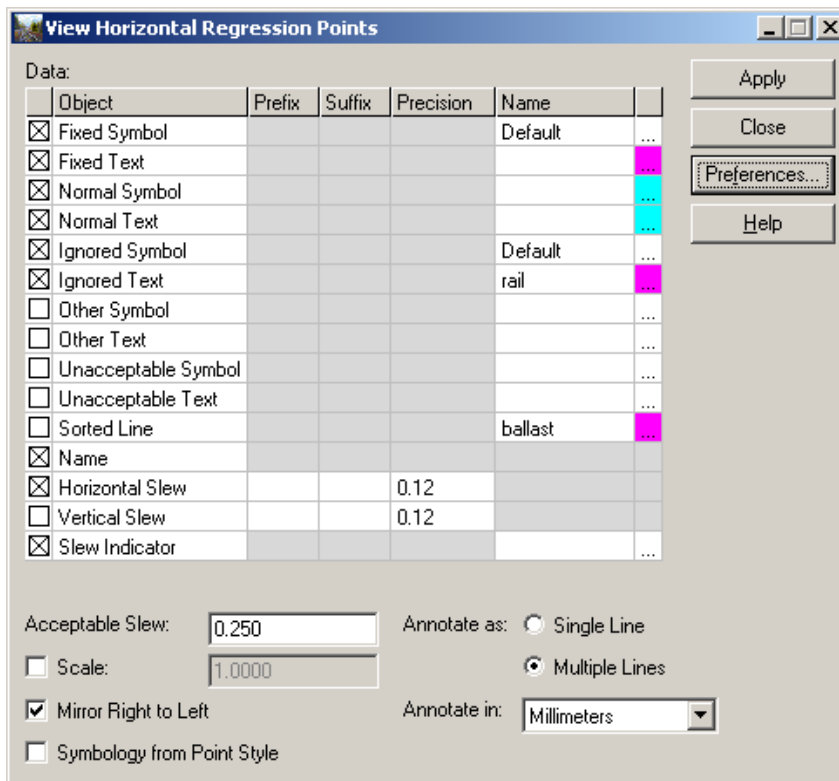 View Horizontal Regression Points
Data:
Object Prefix Suffix Precision Name
Fixed Symbol Default ...
Fixed Text ...
Normal Symbol ...
Normal Text ...
Ignored Symbol Default ...
Ignored Text rail ...
Other Symbol ...
Other Text ...
Unacceptable Symbol ...
Unacceptable Text ...
Sorted Line ballast ...
Name
Horizontal Slew 0.12
Vertical Slew 0.12
Slew Indicator ...
Apply
Close
Preferences...
Help
Acceptable Slew: 0.250
Scale: 1.0000
Mirror Right to Left
Symbology from Point Style
Annotate as: Single Line
Multiple Lines
Annotate in: Millimeters